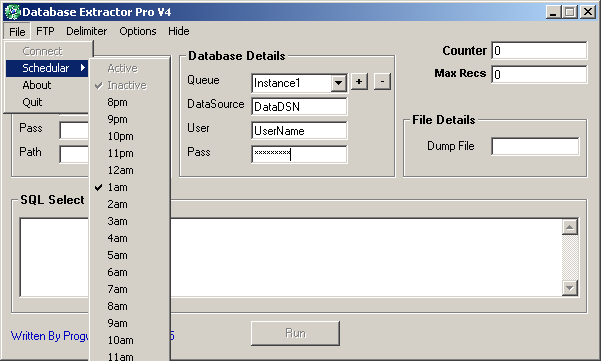 Database Extractor Pro V4
File FTP Delimiter Options Hide
Connect
Schedular
About
Quit
Active
Inactive
8pm
9pm
10pm
11pm
12am
1am
2am
3am
4am
5am
6am
7am
8am
9am
10am
11am
Pass
Path
Database Details
Queue Instance1 + -
DataSource DataDSN
User UserName
Pass *********
Counter 0
Max Recs 0
File Details
Dump File
SQL Select
Run
Written By 5